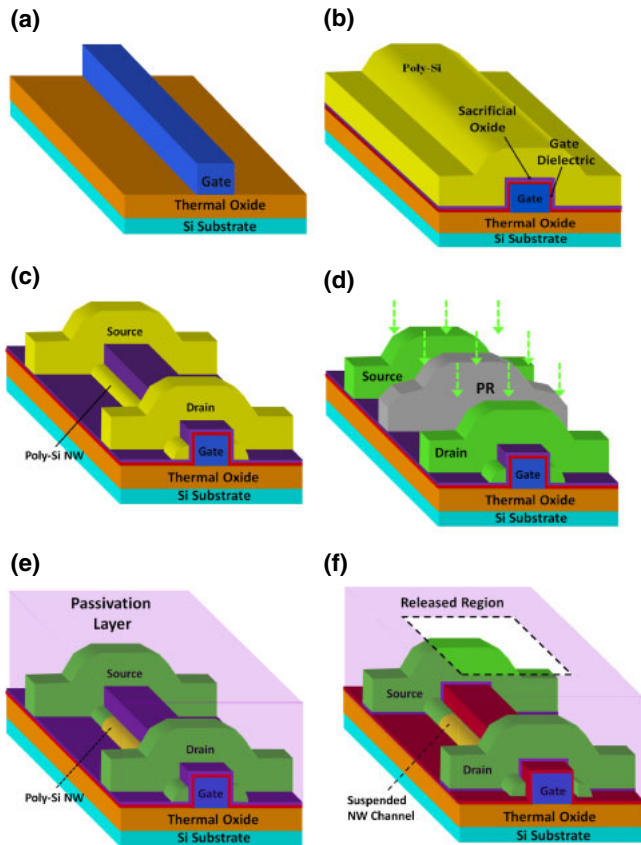 (a)
Gate
Thermal Oxide
Si Substrate
(b)
Poly-Si
Sacrificial
Oxide
Gate
Dielectric
Gate
Thermal Oxide
Si Substrate
(c)
Source
Drain
Poly-Si NW
Gate
Thermal Oxide
Si Substrate
(d)
Source
PR
Drain
Gate
Thermal Oxide
Si Substrate
(e)
Passivation
Layer
Source
Drain
Poly-Si NW
Gate
Thermal Oxide
Si Substrate
(f)
Released Region
Source
Drain
Suspended
NW Channel
Gate
Thermal Oxide
Si Substrate